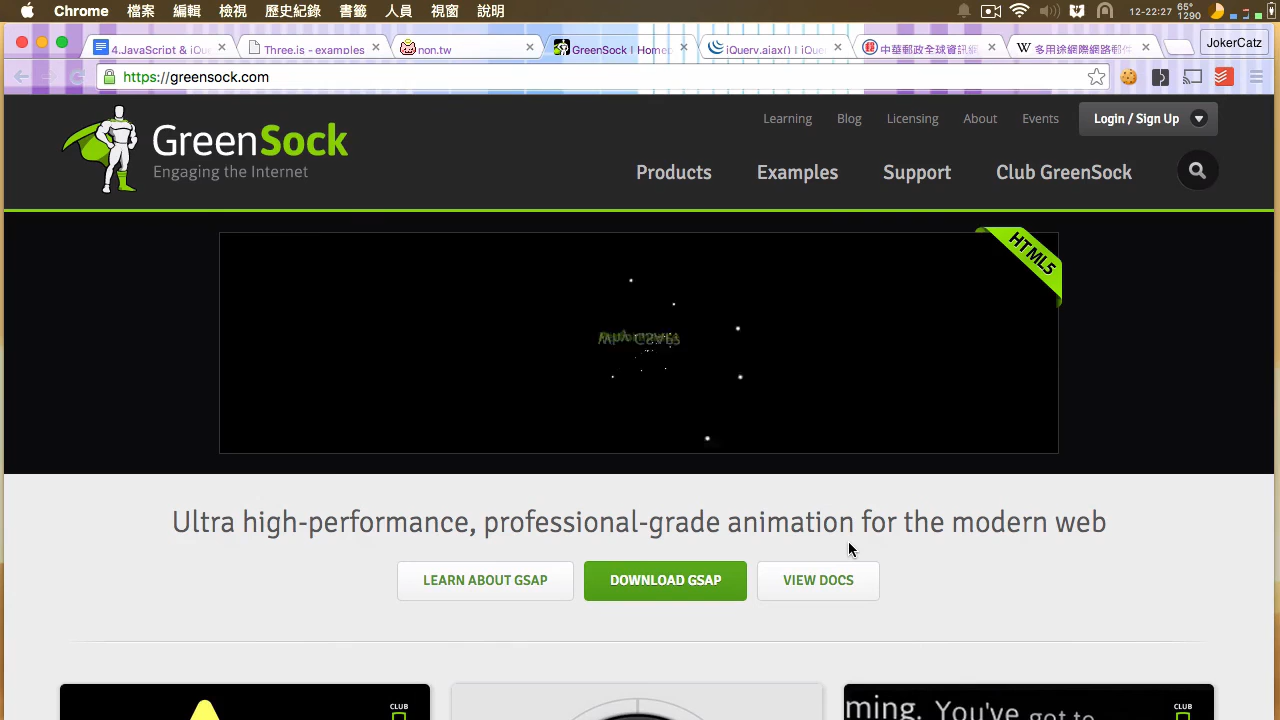 Chrome 檔案 編輯 檢視 歷史紀錄 書籤 人員 視窗 說明 12-22:27 65° 1290
4.JavaScript & jQu
Three.js - examples
non.tw
GreenSock | Home
jQuery.ajax() | jQu
中華郵政全球資訊
多用途網際網路郵件
JokerCatz
https://greensock.com
Learning Blog Licensing About Events Login / Sign Up
GreenSock
Engaging the Internet
Products Examples Support Club GreenSock
HTML5
Ultra high-performance, professional-grade animation for the modern web
LEARN ABOUT GSAP DOWNLOAD GSAP VIEW DOCS
CLUB
ming. You've got to
CLUB